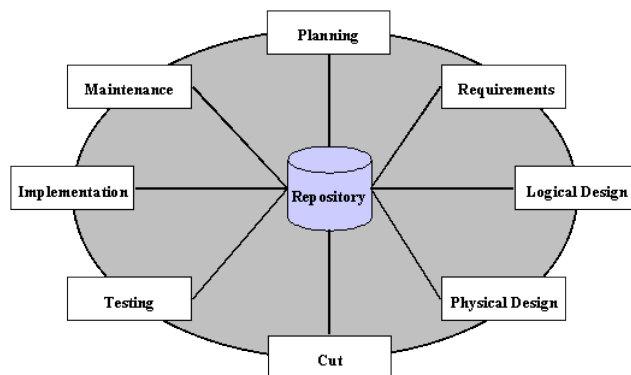 Planning
Maintenance
Requirements
Implementation
Repository
Logical Design
Testing
Physical Design
Cut